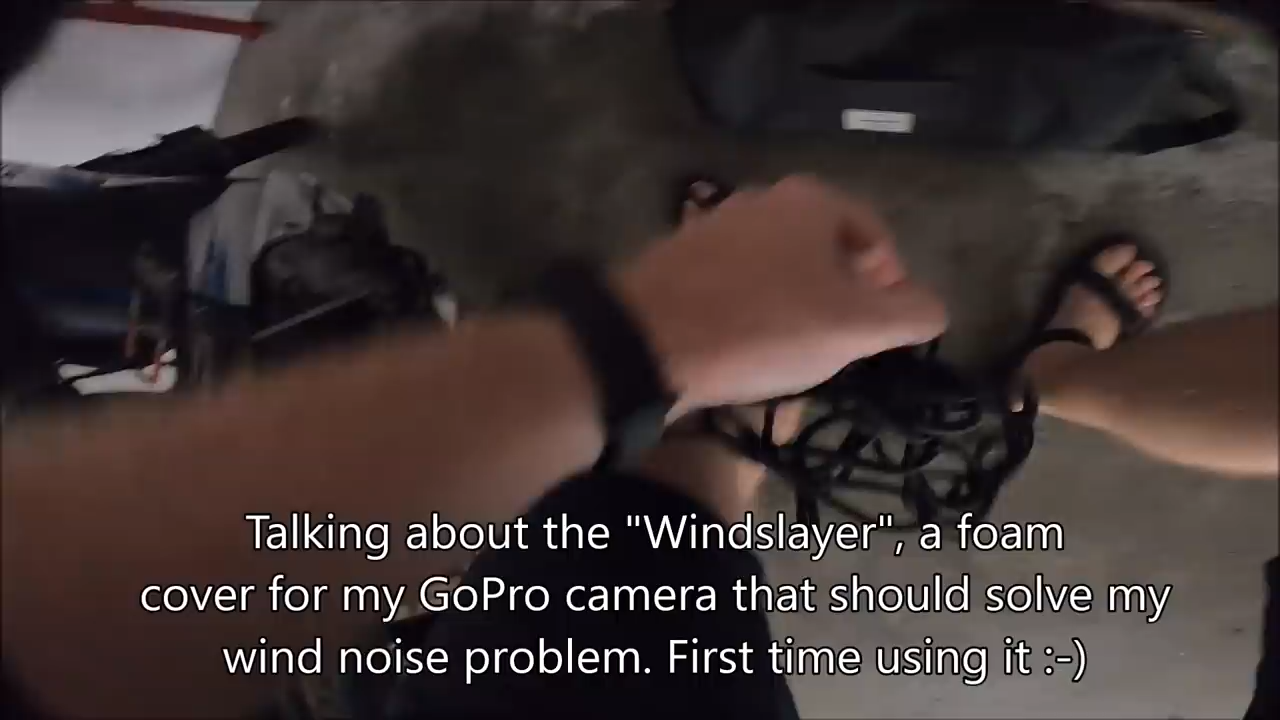 Talking about the "Windslayer", a foam
cover for my GoPro camera that should solve my
wind noise problem. First time using it :-)